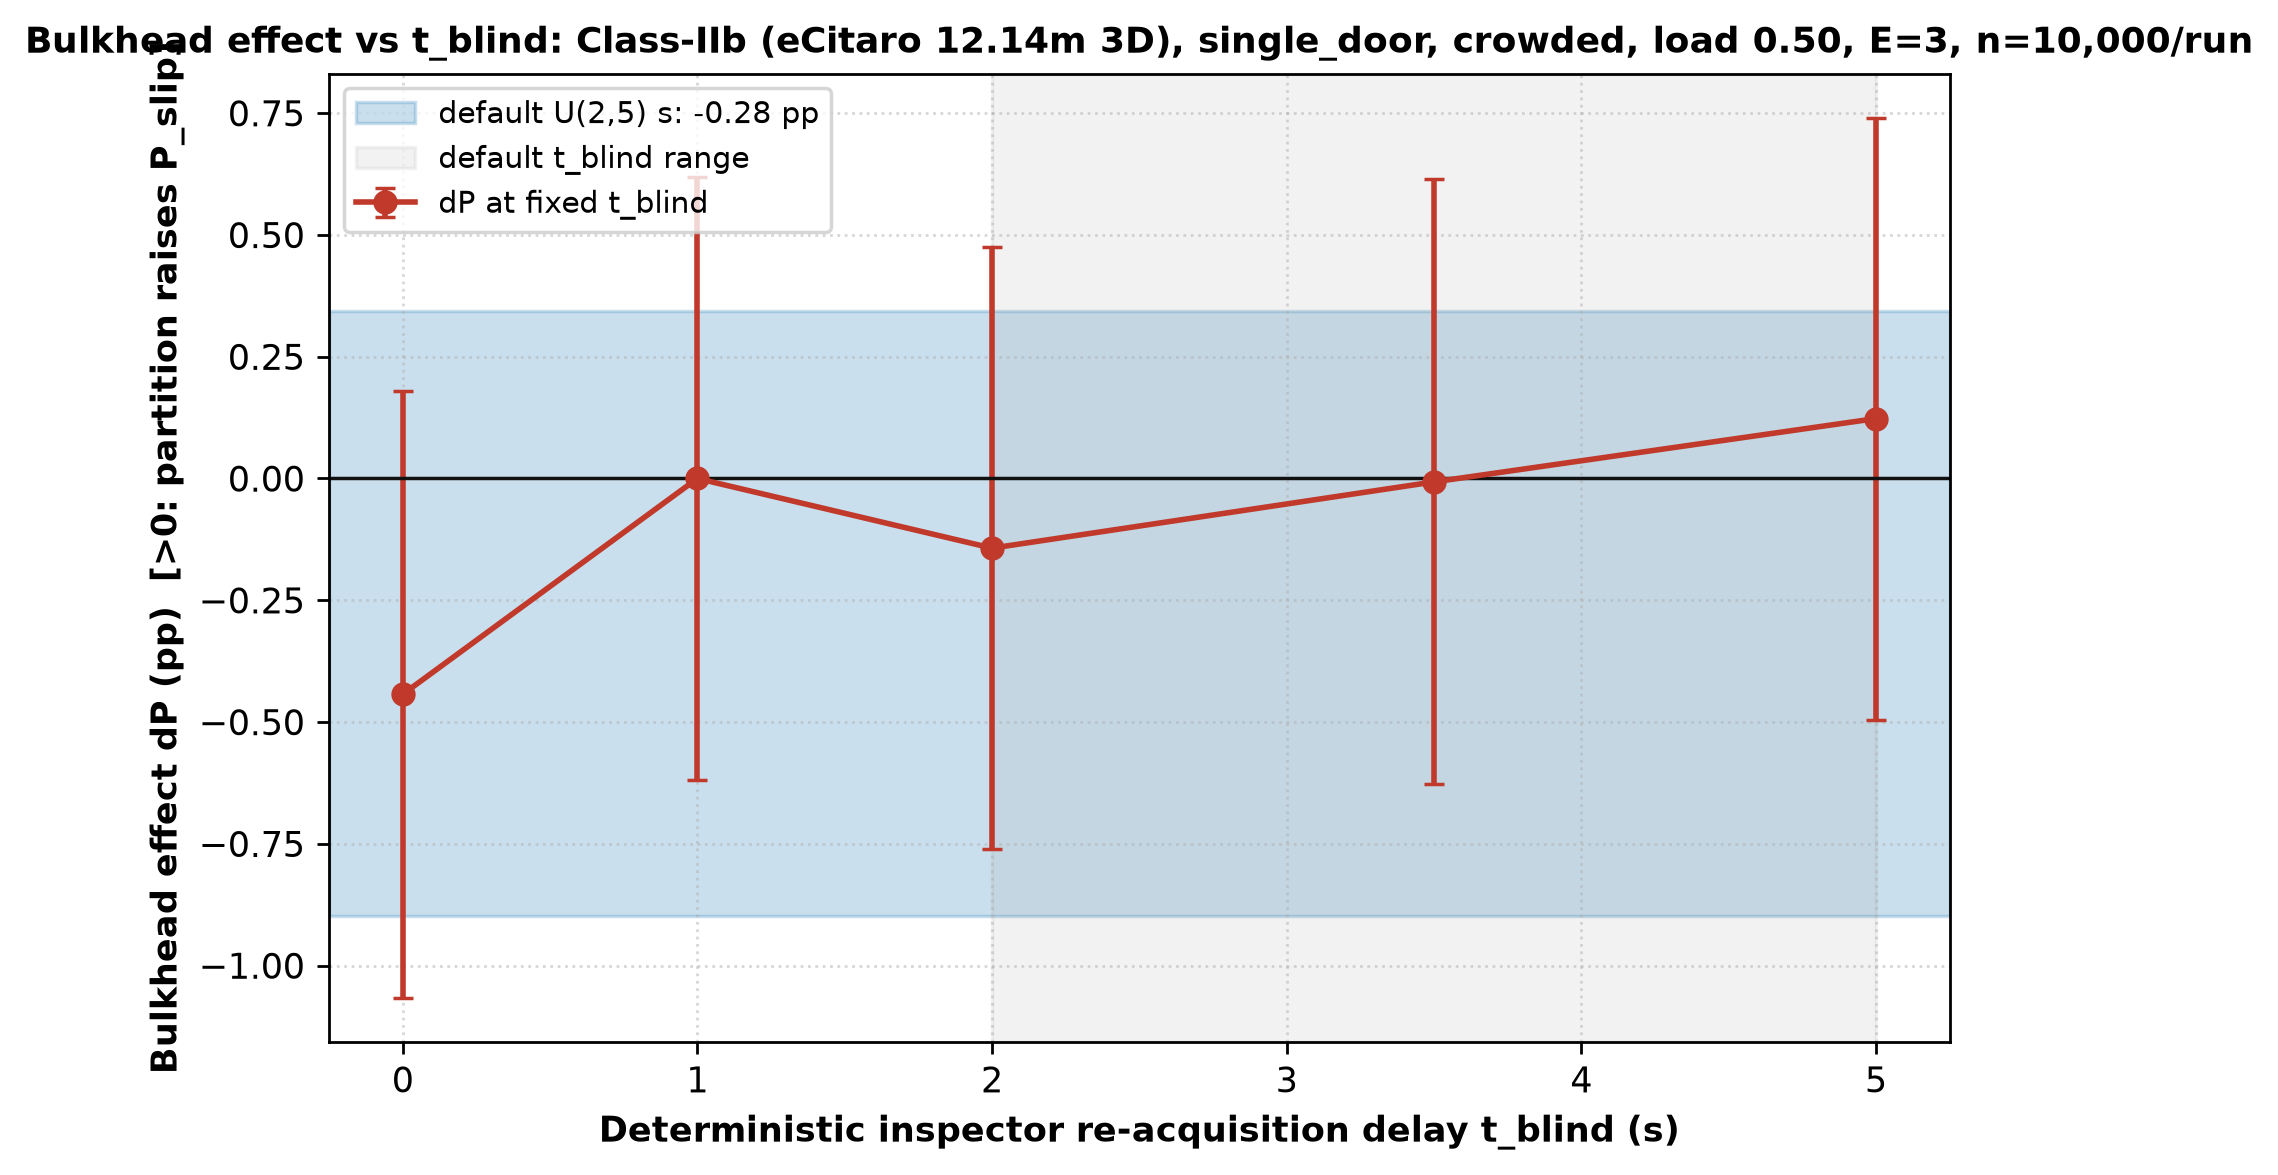 Bulkhead effect vs t_blind: Class-IIb (eCitaro 12.14m 3D), single_door, crowded, load 0.50, E=3, n=10,000/run
Bulkhead effect dP (pp)  [>0: partition raises P_slip]
default U(2,5) s: -0.28 pp
default t_blind range
dP at fixed t_blind
0.75
0.50
0.25
0.00
−0.25
−0.50
−0.75
−1.00
0 1 2 3 4 5
Deterministic inspector re-acquisition delay t_blind (s)